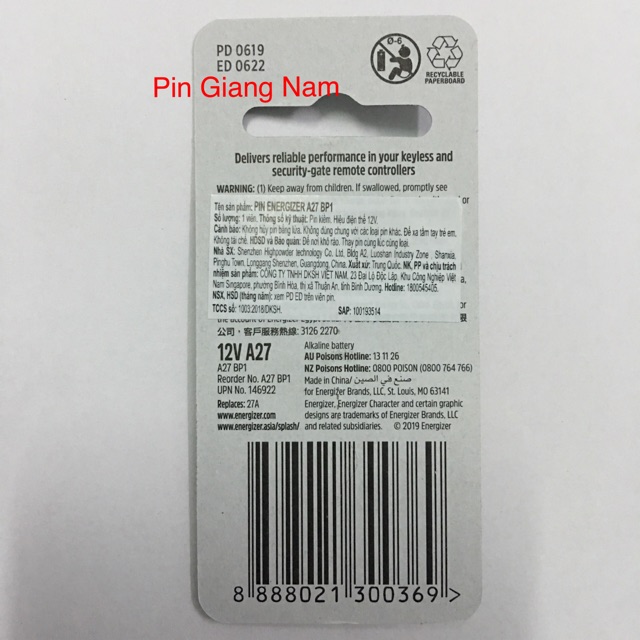 PD 0619
ED 0622
Ø-6
RECYCLABLE
PAPERBOARD
Pin Giang Nam
Delivers reliable performance in your keyless and
security-gate remote controllers
WARNING: (1) Keep away from children. If swallowed, promptly see
Tên sản phẩm: PIN ENERGIZER A27 BP1
Số lượng: 1 viên. Thông số kỹ thuật: Pin kiềm. Hiệu điện thế 12V.
Cảnh báo: Không hủy pin bằng lửa. Không dùng chung với các loại pin khác. Để xa tầm tay trẻ em.
Không tái chế. HDSD và Bảo quản: Để nơi khô ráo. Thay pin cùng lúc cùng loại.
Nhà SX: Shenzhen Highpower technology Co. Ltd, Bldg A2, Luoshan Industry Zone , Shanxia,
Pinghu Town, Longgang Shenzhen, Guangdong, China. Xuất xứ: Trung Quốc. NK, PP và chịu trách
nhiệm sản phẩm: CÔNG TY TNHH DKSH VIỆT NAM, 23 Đại Lộ Độc Lập, Khu Công Nghiệp Việt
Nam Singapore, phường Bình Hòa, thị xã Thuận An, tỉnh Bình Dương. Hotline: 1800545405.
NSX, HSD (tháng năm): xem PD ED trên viên pin.
TCCS số: 1003:2018/DKSH. SAP: 100193514
公司，客戶服務熱線: 3126 2270
12V A27
A27 BP1
Reorder No. A27 BP1
UPN No. 146922
Replaces: 27A
www.energizer.com
www.energizer.asia/splash/
Alkaline battery
AU Poisons Hotline: 13 11 26
NZ Poisons Hotline: 0800 POISON (0800 764 766)
Made in China/ صنع في الصين
for Energizer Brands, LLC, St. Louis, MO 63141
Energizer, Energizer Character and certain graphic
designs are trademarks of Energizer Brands, LLC
and related subsidiaries. © 2019 Energizer
8 888021 300369 >